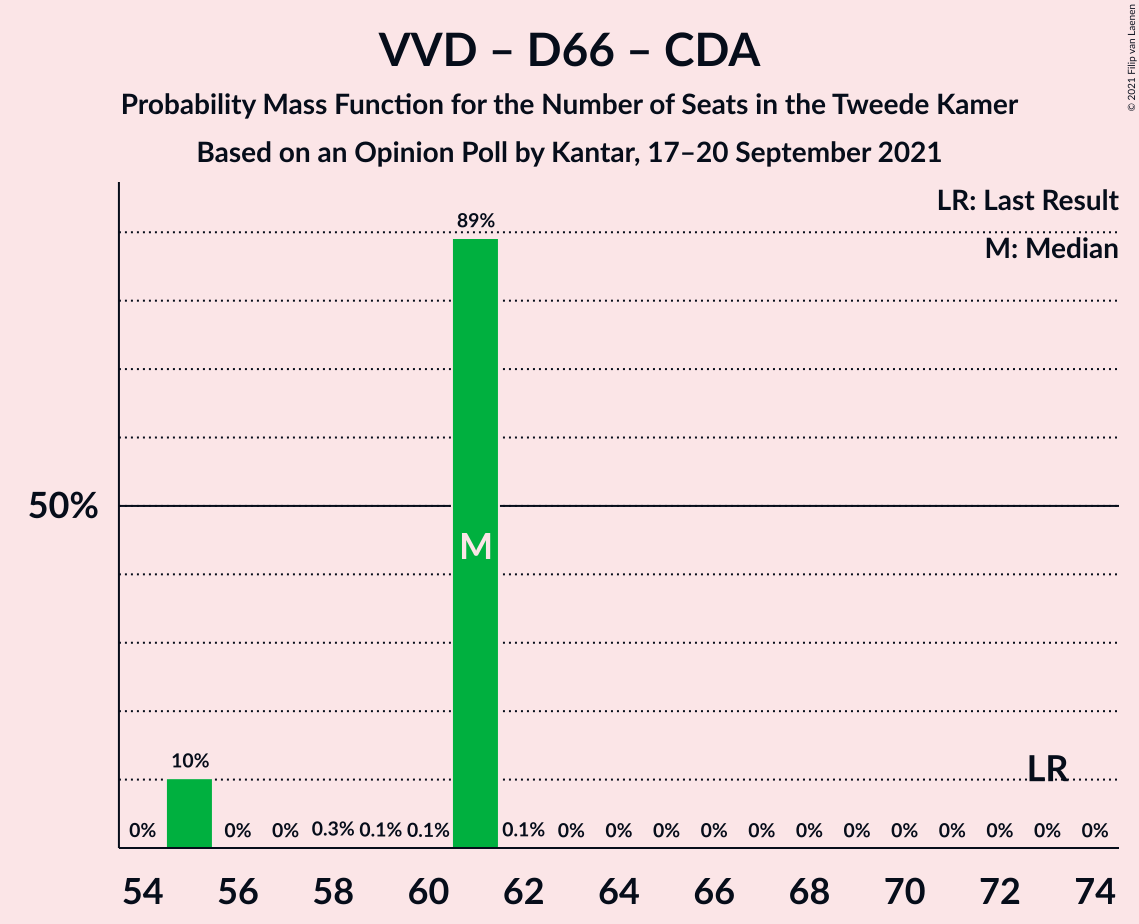 VVD – D66 – CDA
Probability Mass Function for the Number of Seats in the Tweede Kamer
Based on an Opinion Poll by Kantar, 17–20 September 2021
© 2021 Filip van Laenen
LR: Last Result
M: Median
89%
50%
M
10%
LR
0% 0% 0% 0.3% 0.1% 0.1% 0.1% 0% 0% 0% 0% 0% 0% 0% 0% 0% 0% 0% 0%
54 56 58 60 62 64 66 68 70 72 74